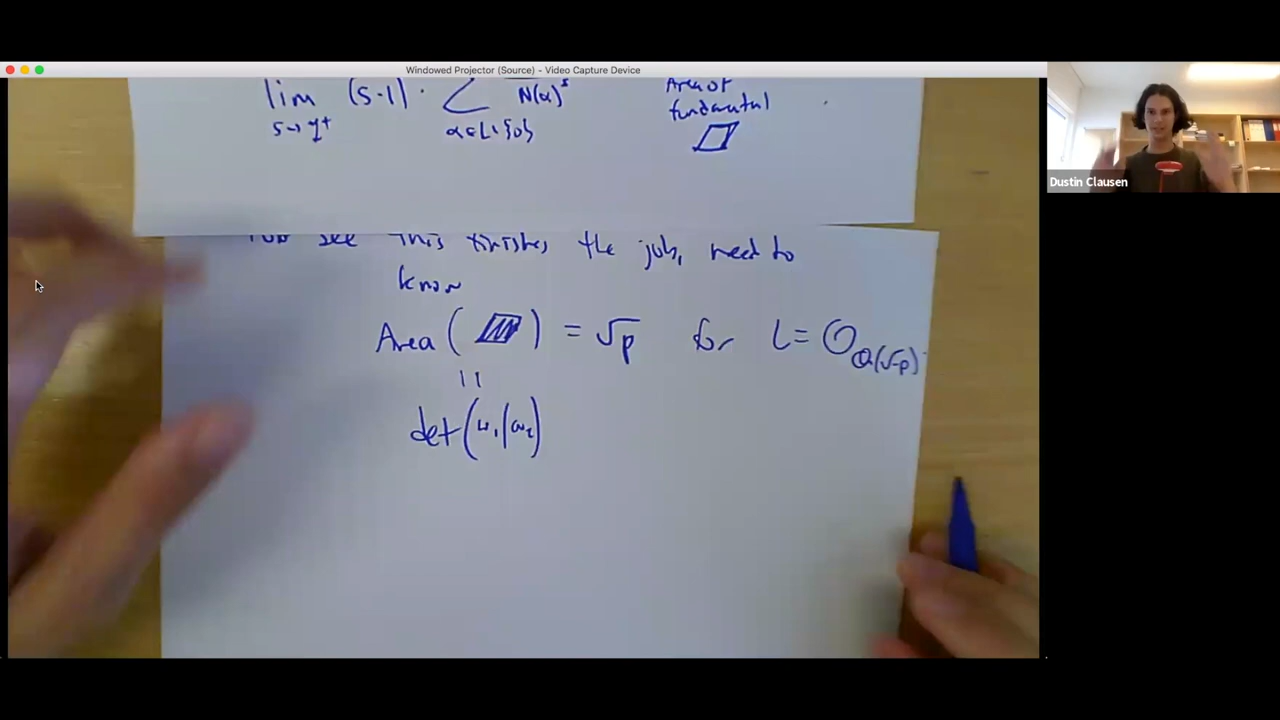 Windowed Projector (Source) - Video Capture Device
lim (s-1) · Σ 1/N(α)^s
s→1+ α∈L\{0}
Area of
fundamental
Dustin Clausen
see this finishes the job, need to
know
Area ( ) = √p for L = O_Q(√-p)
||
det(ω₁|ω₂)